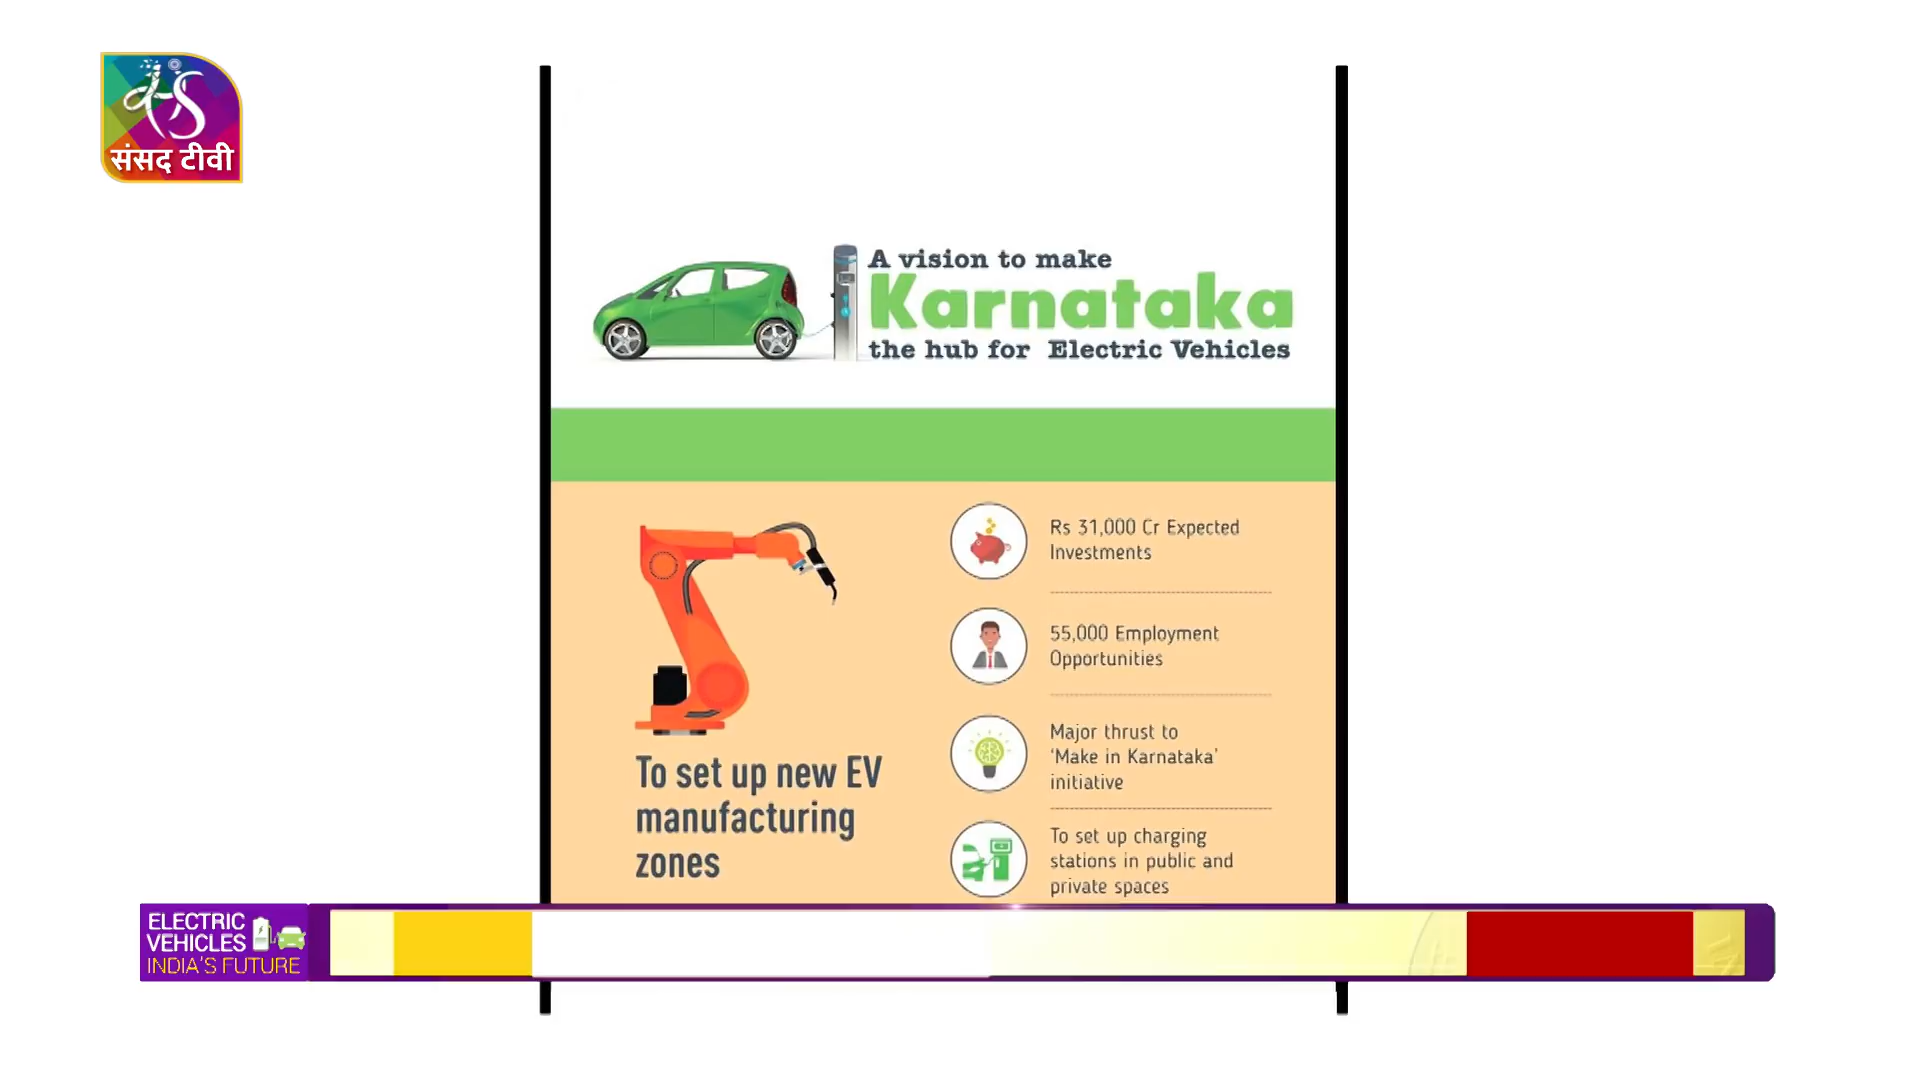 संसद टीवी
A vision to make
Karnataka
the hub for Electric Vehicles
Rs 31,000 Cr Expected
Investments
55,000 Employment
Opportunities
Major thrust to
‘Make in Karnataka’
initiative
To set up charging
stations in public and
private spaces
To set up new EV
manufacturing
zones
ELECTRIC
VEHICLES
INDIA'S FUTURE